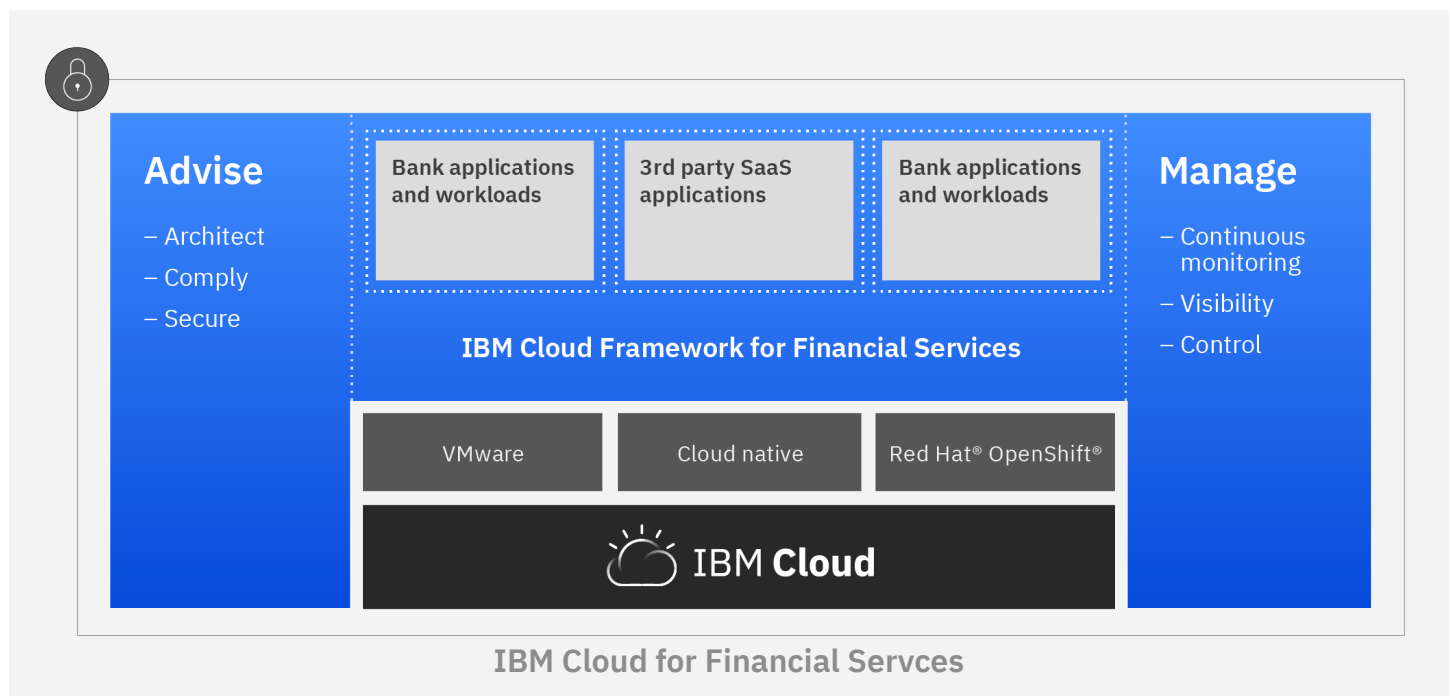 Advise
– Architect
– Comply
– Secure
Bank applications
and workloads
3rd party SaaS
applications
Bank applications
and workloads
IBM Cloud Framework for Financial Services
Manage
– Continuous
monitoring
– Visibility
– Control
VMware
Cloud native
Red Hat® OpenShift®
IBM Cloud
IBM Cloud for Financial Servces